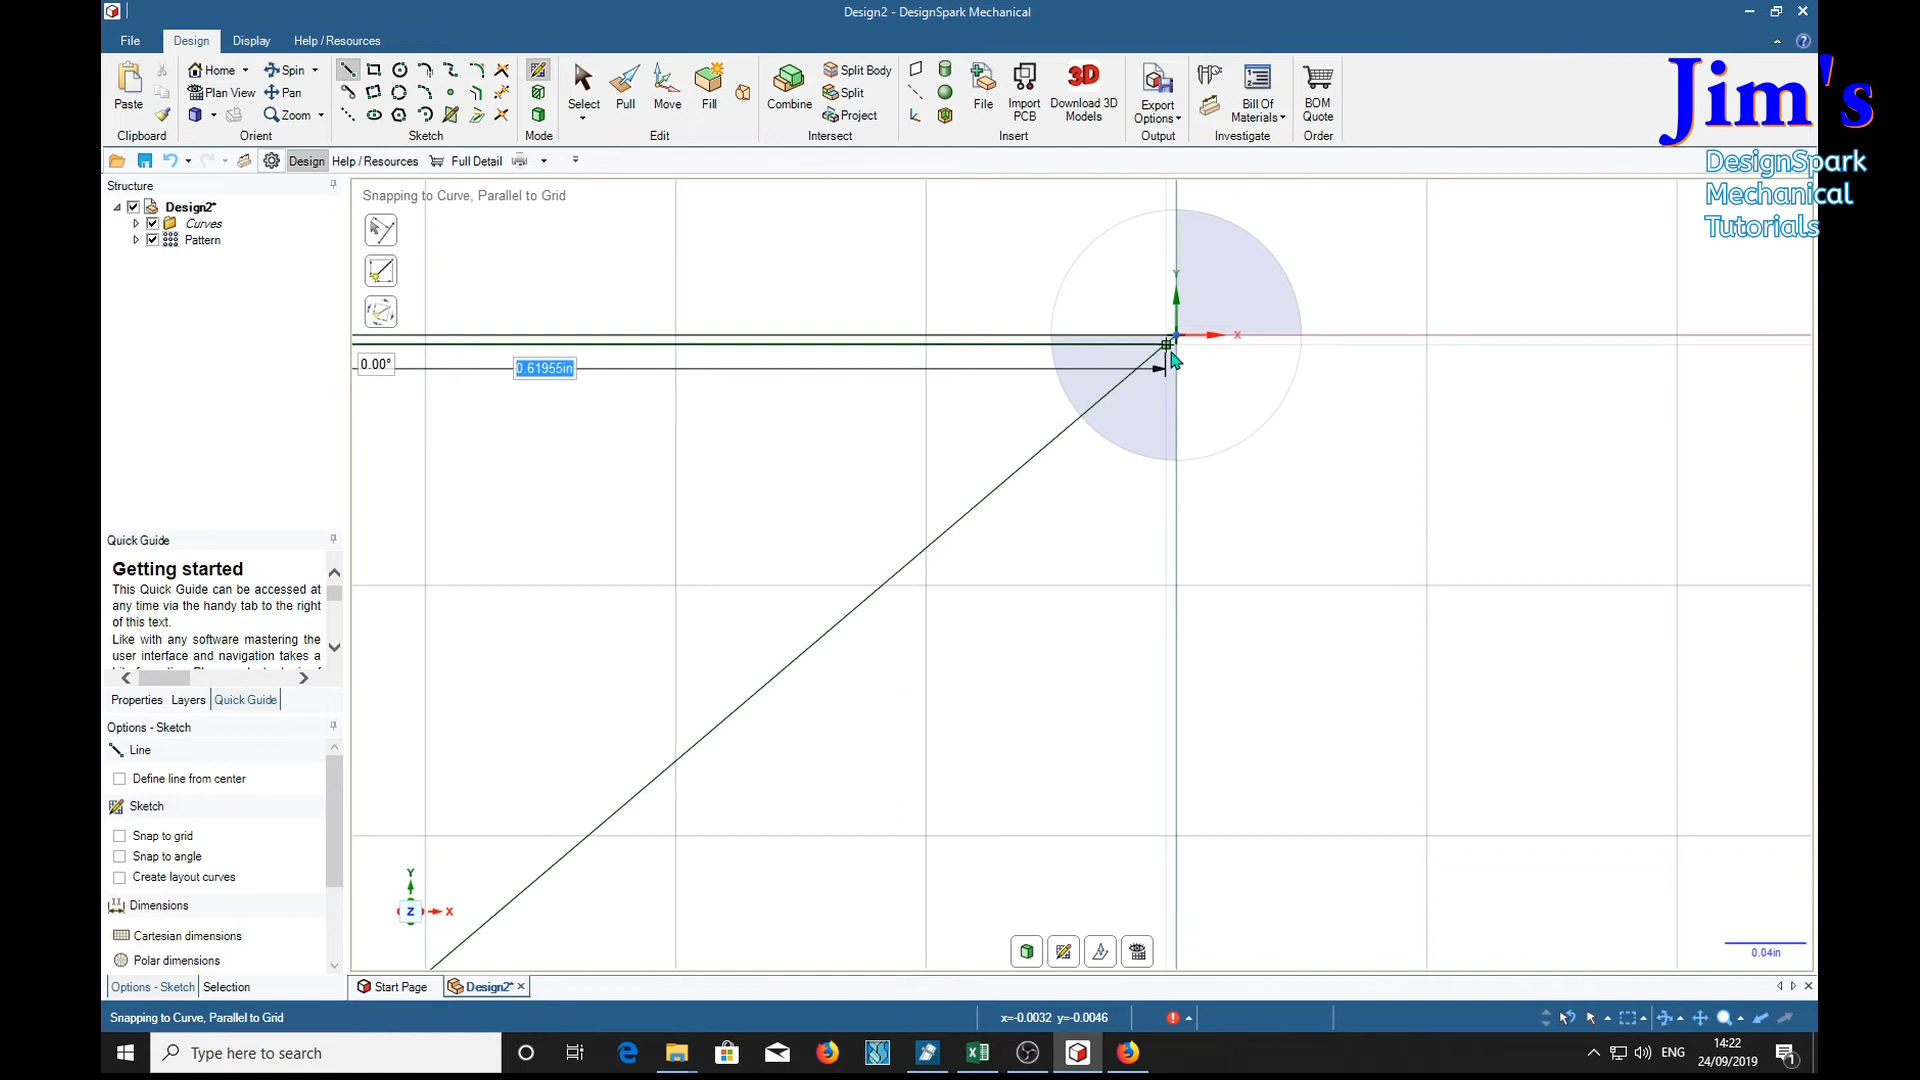 Design2 - DesignSpark Mechanical
File
Design
Display
Help / Resources
Paste
Clipboard
Home
Plan View
Spin
Pan
Zoom
Orient
Sketch
Mode
Select
Pull
Move
Fill
Edit
Combine
Split Body
Split
Project
Intersect
File
Import PCB
3D
Download 3D Models
Insert
Export Options
Output
Bill Of Materials
Investigate
BOM Quote
Order
Jim's
DesignSpark
Mechanical
Tutorials
Design
Help / Resources
Full Detail
Structure
Design2*
Curves
Pattern
Snapping to Curve, Parallel to Grid
Y
X
0.00°
0.61955in
Quick Guide
Getting started
This Quick Guide can be accessed at
any time via the handy tab to the right
of this text.
Like with any software mastering the
user interface and navigation takes a
Properties
Layers
Quick Guide
Options - Sketch
Line
Define line from center
Sketch
Snap to grid
Snap to angle
Create layout curves
Dimensions
Cartesian dimensions
Polar dimensions
Y
Z
X
0.04in
Options - Sketch
Selection
Start Page
Design2*
Snapping to Curve, Parallel to Grid
x=-0.0032 y=-0.0046
Type here to search
ENG
14:22
24/09/2019
1